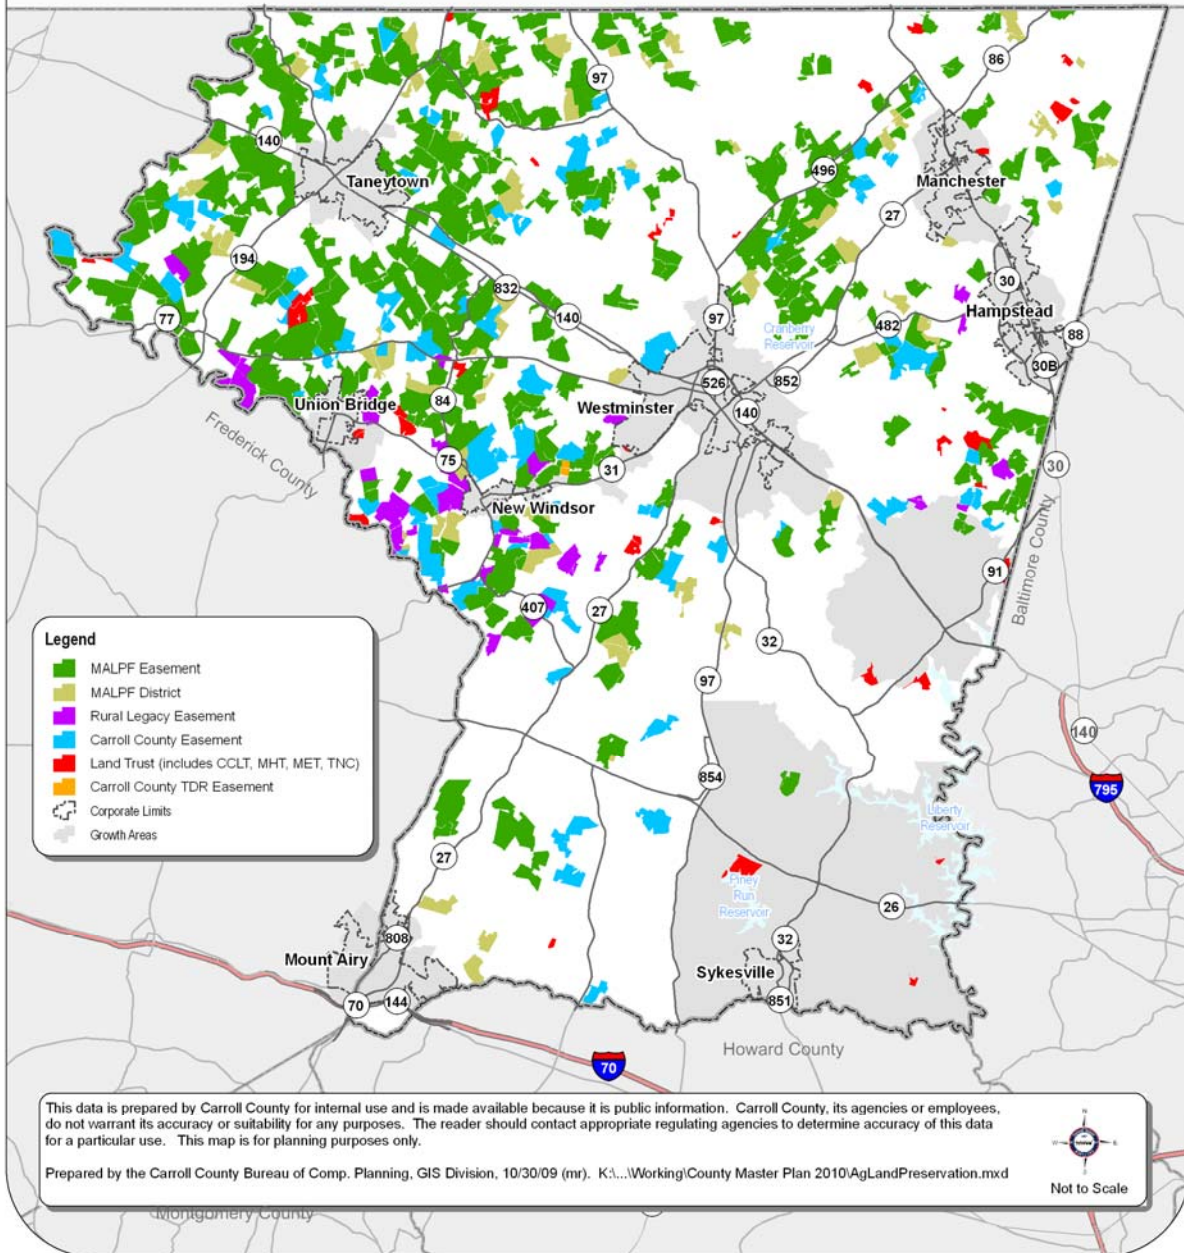 86
97
140
496
Taneytown
Manchester
27
194
30
832
77
140
97
482
Hampstead
Cranberry
Reservoir
88
30B
526
852
84
Union Bridge
Westminster
140
Frederick County
75
31
30
New Windsor
Baltimore County
91
407
27
32
97
Legend
MALPF Easement
MALPF District
Rural Legacy Easement
Carroll County Easement
Land Trust (includes CCLT, MHT, MET, TNC)
Carroll County TDR Easement
Corporate Limits
Growth Areas
140
854
795
Liberty
Reservoir
27
Piney
Run
Reservoir
26
808
32
Mount Airy
Sykesville
70
144
851
Howard County
70
This data is prepared by Carroll County for internal use and is made available because it is public information. Carroll County, its agencies or employees,
do not warrant its accuracy or suitability for any purposes. The reader should contact appropriate regulating agencies to determine accuracy of this data
for a particular use. This map is for planning purposes only.
Prepared by the Carroll County Bureau of Comp. Planning, GIS Division, 10/30/09 (mr). K:\...\Working\County Master Plan 2010\AgLandPreservation.mxd
N
W
E
S
Not to Scale
Montgomery County